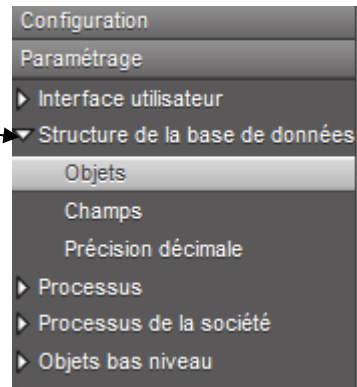 Configuration
Paramétrage
Interface utilisateur
Structure de la base de données
Objets
Champs
Précision décimale
Processus
Processus de la société
Objets bas niveau